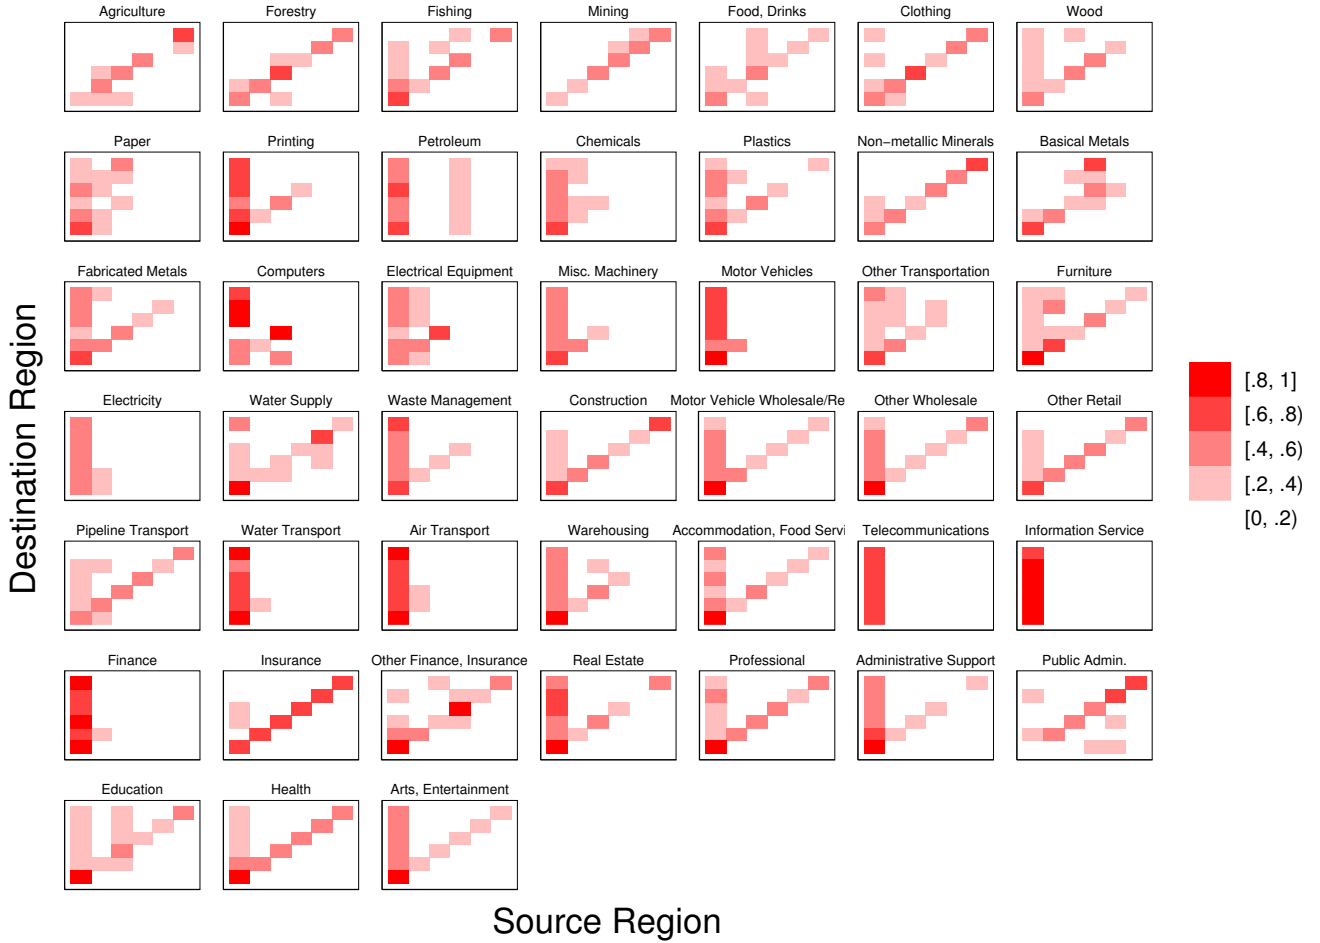 Agriculture
Forestry
Fishing
Mining
Food, Drinks
Clothing
Wood
Paper
Printing
Petroleum
Chemicals
Plastics
Non−metallic Minerals
Basical Metals
Fabricated Metals
Computers
Electrical Equipment
Misc. Machinery
Motor Vehicles
Other Transportation
Furniture
Electricity
Water Supply
Waste Management
Construction
Motor Vehicle Wholesale/Re
Other Wholesale
Other Retail
Pipeline Transport
Water Transport
Air Transport
Warehousing
Accommodation, Food Servi
Telecommunications
Information Service
Finance
Insurance
Other Finance, Insurance
Real Estate
Professional
Administrative Support
Public Admin.
Education
Health
Arts, Entertainment
Destination Region
Source Region
[.8, 1]
[.6, .8)
[.4, .6)
[.2, .4)
[0, .2)